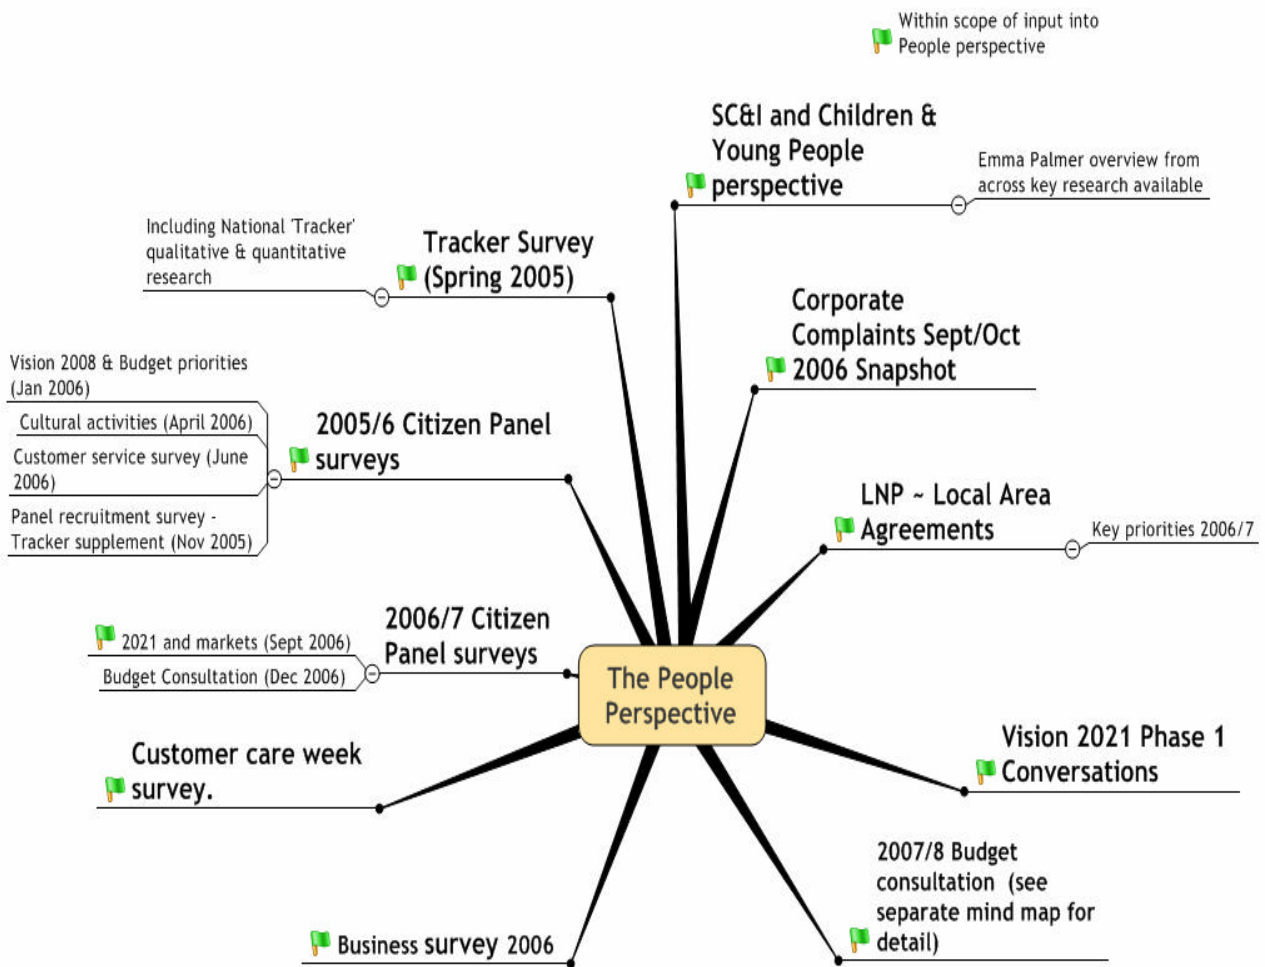 Within scope of input into
People perspective
SC&I and Children &
Young People
perspective
Emma Palmer overview from
across key research available
Including National 'Tracker'
qualitative & quantitative
research
Tracker Survey
(Spring 2005)
Corporate
Complaints Sept/Oct
2006 Snapshot
Vision 2008 & Budget priorities
(Jan 2006)
Cultural activities (April 2006)
Customer service survey (June
2006)
Panel recruitment survey -
Tracker supplement (Nov 2005)
2005/6 Citizen Panel
surveys
LNP ~ Local Area
Agreements
Key priorities 2006/7
2006/7 Citizen
Panel surveys
2021 and markets (Sept 2006)
Budget Consultation (Dec 2006)
The People
Perspective
Customer care week
survey.
Vision 2021 Phase 1
Conversations
2007/8 Budget
consultation (see
separate mind map for
detail)
Business survey 2006